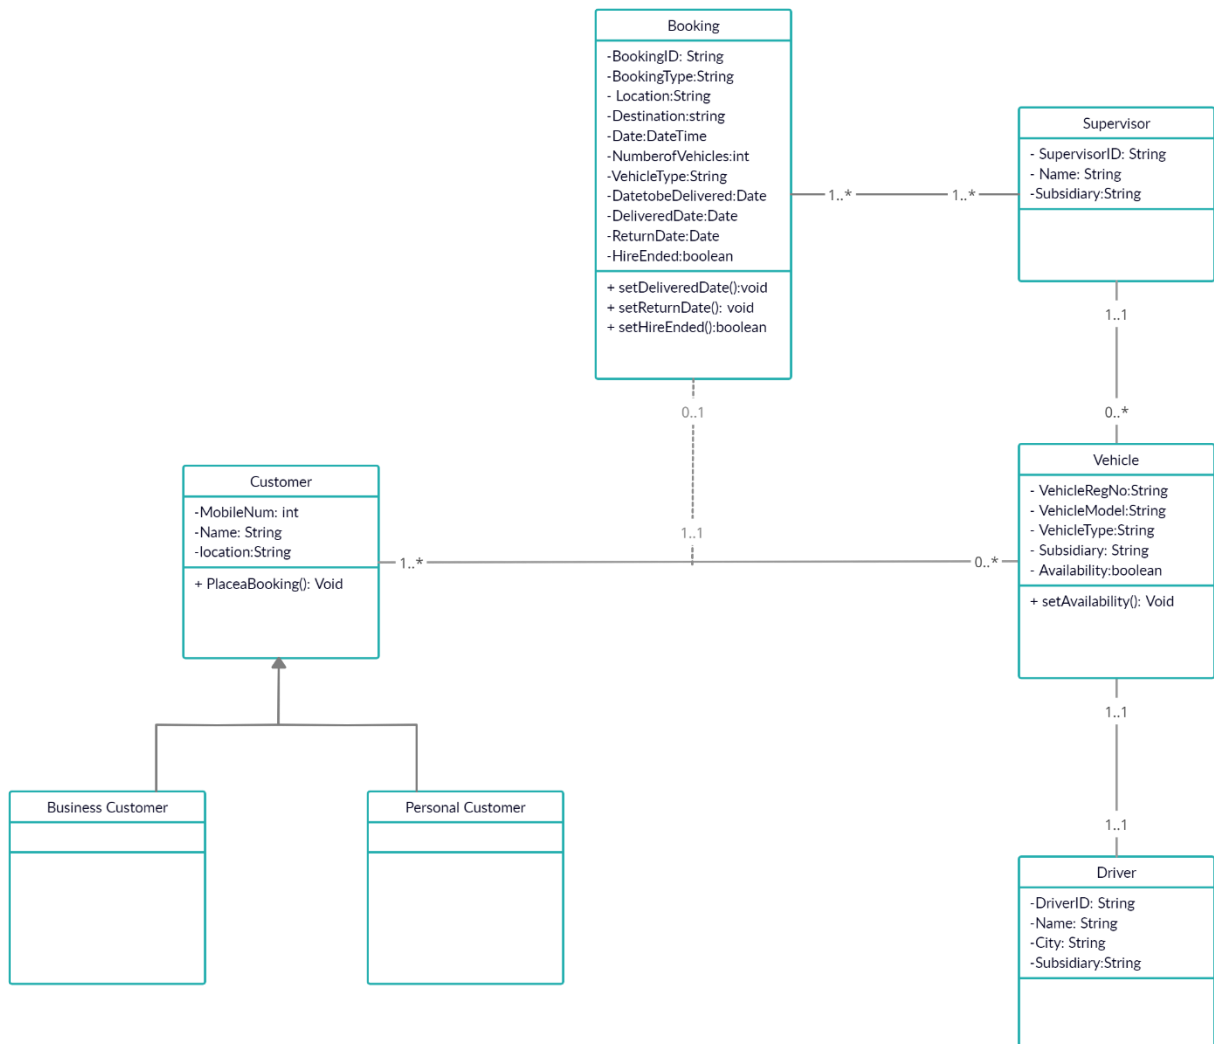 Booking
-BookingID: String
-BookingType:String
- Location:String
-Destination:string
-Date:DateTime
-NumberofVehicles:int
-VehicleType:String
-DatetobeDelivered:Date
-DeliveredDate:Date
-ReturnDate:Date
-HireEnded:boolean
+ setDeliveredDate():void
+ setReturnDate(): void
+ setHireEnded():boolean
Supervisor
- SupervisorID: String
- Name: String
-Subsidiary:String
1..*
1..*
1..1
0..*
0..1
1..1
Customer
-MobileNum: int
-Name: String
-location:String
+ PlaceaBooking(): Void
1..*
0..*
Vehicle
- VehicleRegNo:String
- VehicleModel:String
- VehicleType:String
- Subsidiary: String
- Availability:boolean
+ setAvailability(): Void
1..1
1..1
Business Customer
Personal Customer
Driver
-DriverID: String
-Name: String
-City: String
-Subsidiary:String